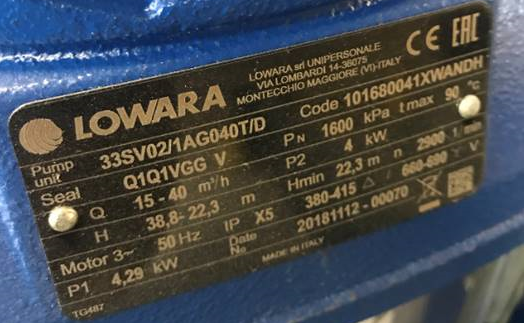 LOWARA
LOWARA srl UNIPERSONALE
VIA LOMBARDI 14-36075
MONTECCHIO MAGGIORE (VI)-ITALY
CE EAC
Pump unit 33SV02/1AG040T/D Code 101680041XWANDH
Seal Q1Q1VGG V PN 1600 kPa t max 90 °C
Q 15 - 40 m³/h P2 4 kW n 2900 1/min
H 38,8- 22,3 m Hmin 22,3 m
Motor 3~ 50 Hz IP X5 380-415 △ / 660-690 Y V
P1 4,29 kW Date No 20181112 - 00070
TG487 MADE IN ITALY